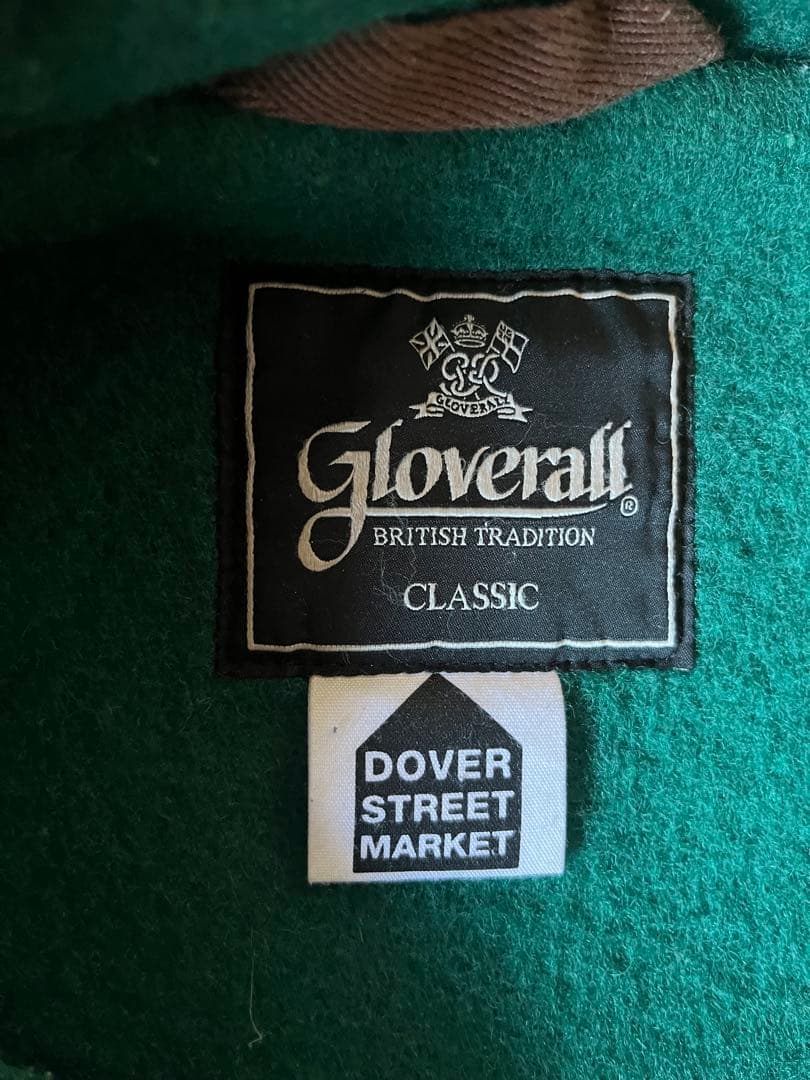 GLOVERALL
Gloverall®
BRITISH TRADITION
CLASSIC
DOVER
STREET
MARKET